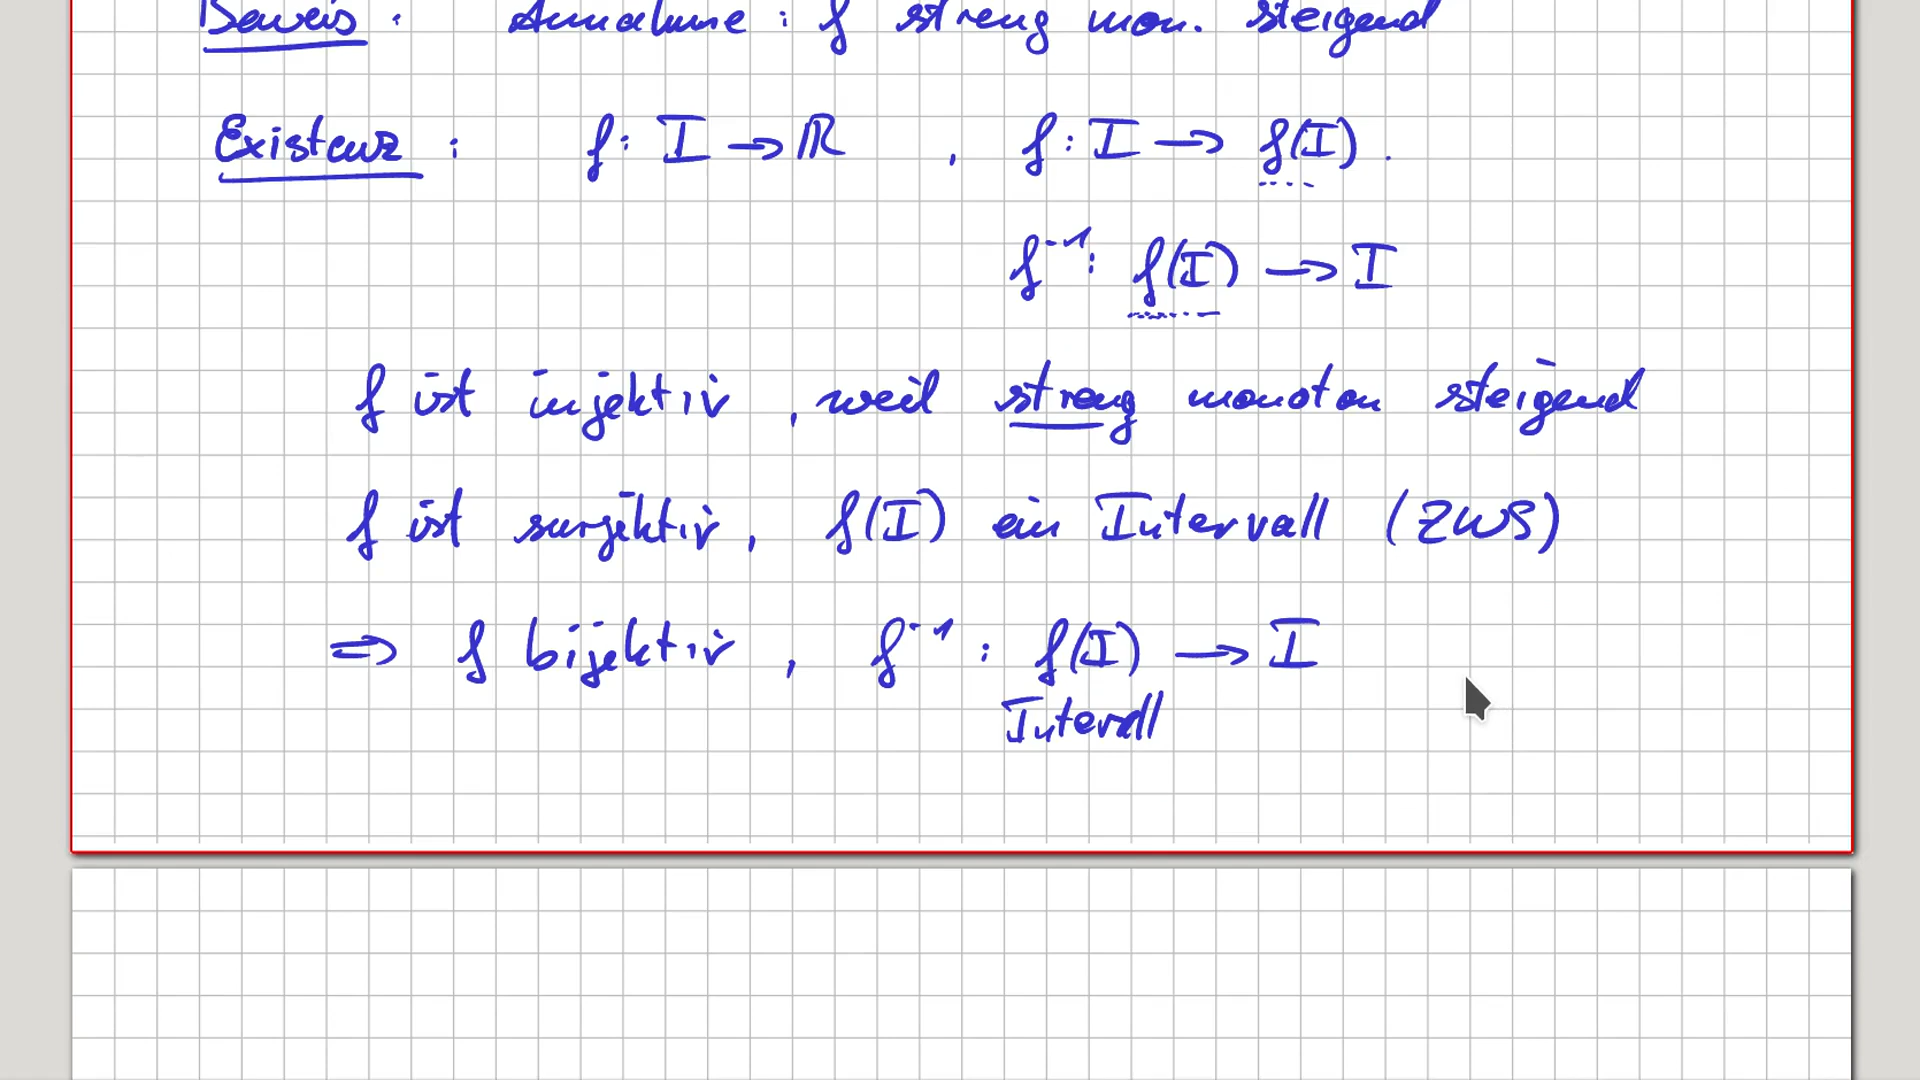 Beweis : Annahme : f streng mon. steigend
Existenz : f : I → ℝ , f : I → f(I) .
f⁻¹ : f(I) → I
f ist injektiv , weil streng monoton steigend
f ist surjektiv , f(I) ein Intervall (ZWS)
⇒ f bijektiv , f⁻¹ : f(I) → I
Intervall